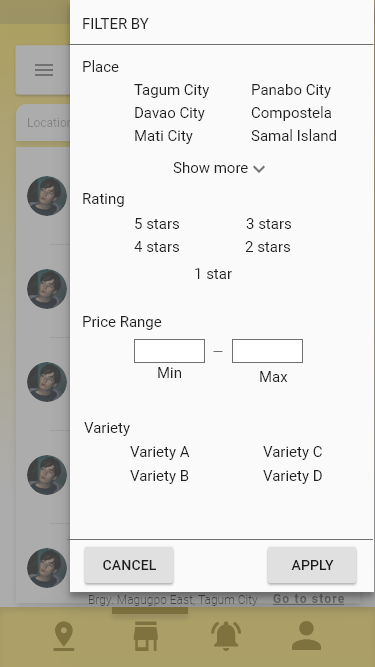 FILTER BY
Location
Place
Tagum City Panabo City
Davao City Compostela
Mati City Samal Island
Show more
Rating
5 stars 3 stars
4 stars 2 stars
1 star
Price Range
–
Min Max
Variety
Variety A Variety C
Variety B Variety D
CANCEL APPLY
Brgy. Magugpo East, Tagum City Go to store